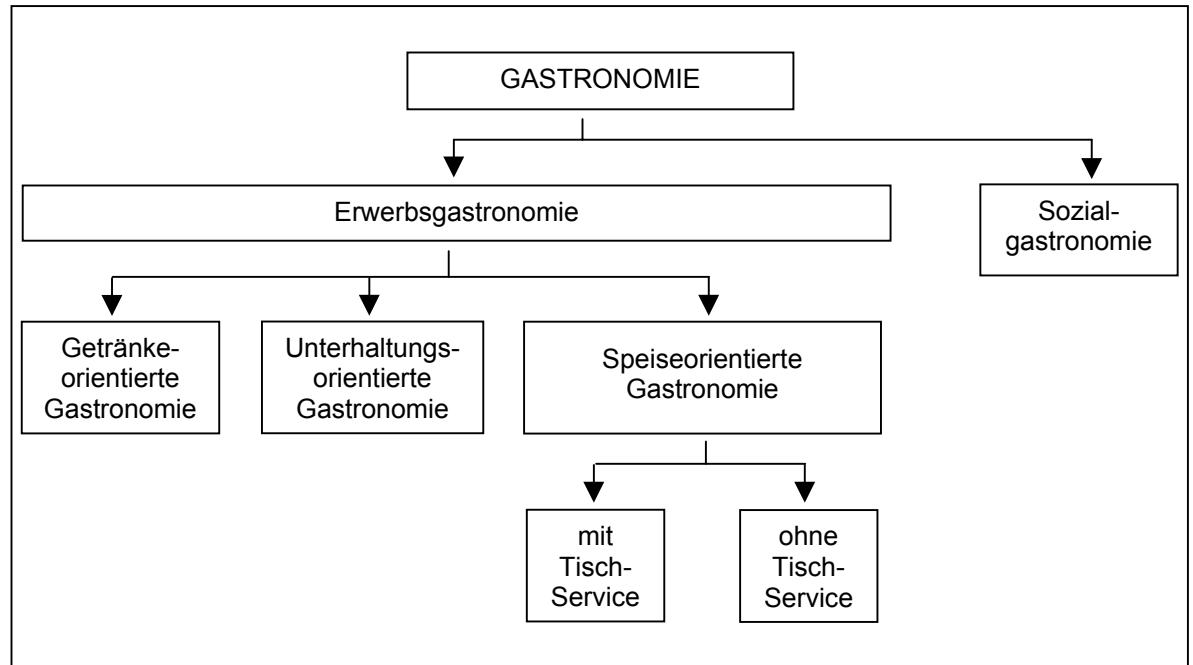 GASTRONOMIE
Erwerbsgastronomie
Sozial-
gastronomie
Getränke-
orientierte
Gastronomie
Unterhaltungs-
orientierte
Gastronomie
Speiseorientierte
Gastronomie
mit
Tisch-
Service
ohne
Tisch-
Service